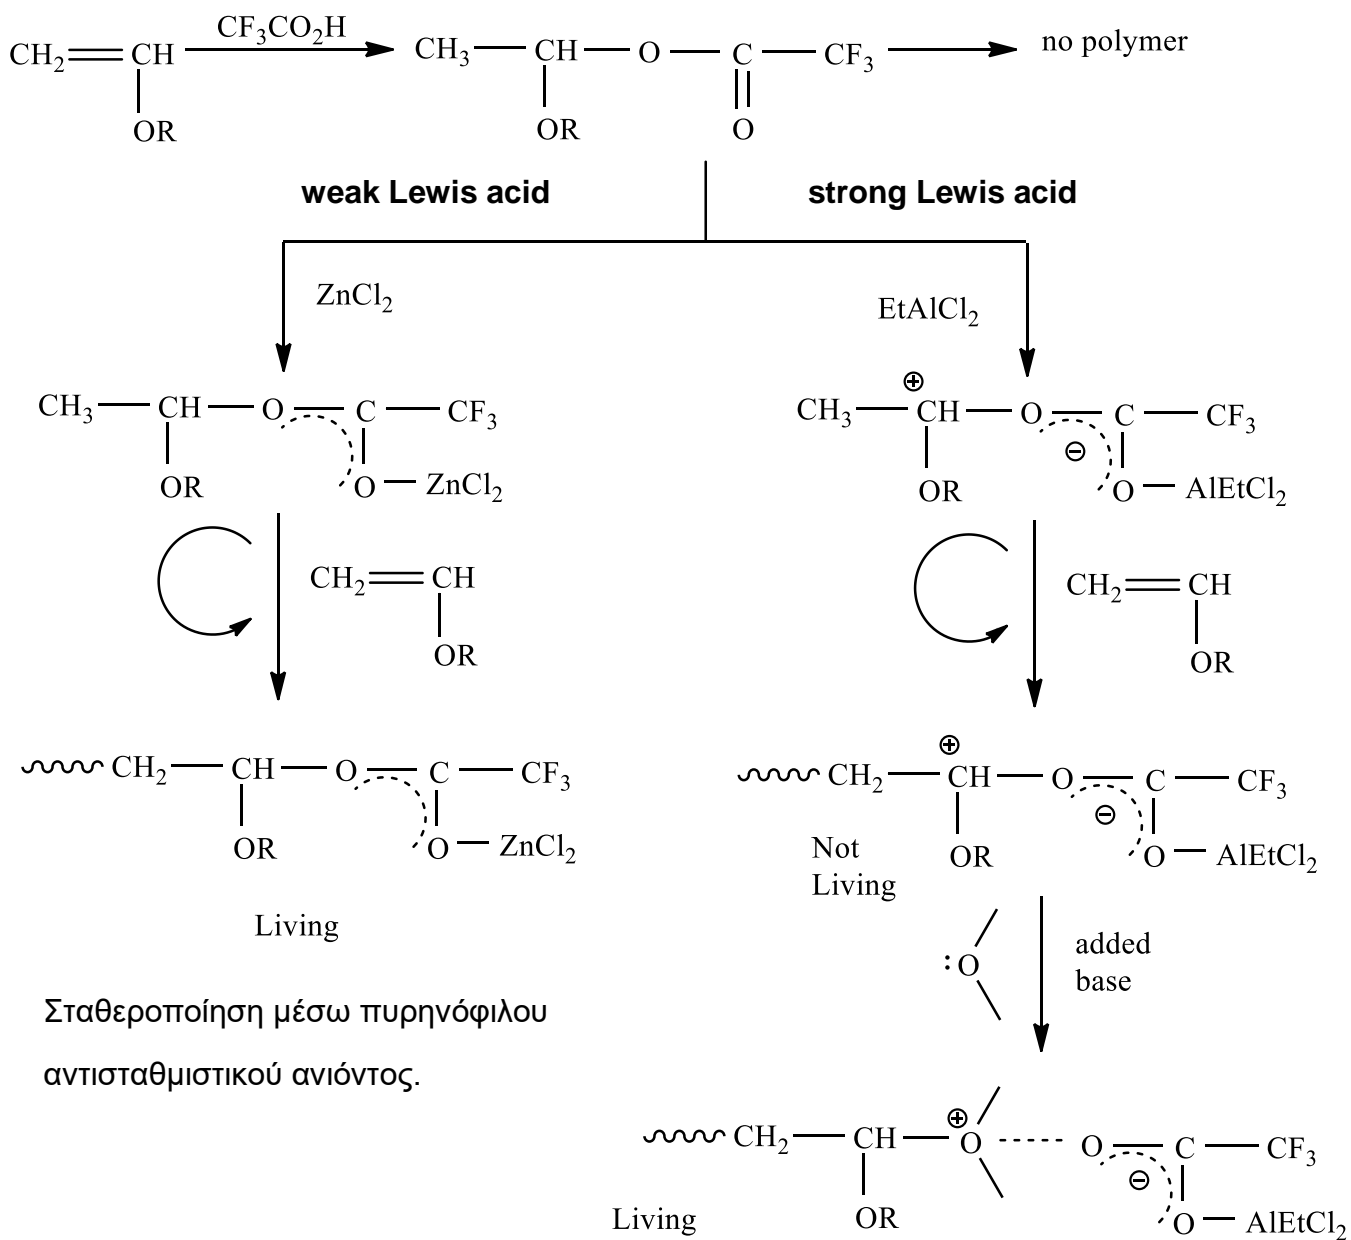 CH₂=CH CF₃CO₂H CH₃—CH—O—C—CF₃ no polymer
OR OR O
weak Lewis acid strong Lewis acid
ZnCl₂ EtAlCl₂
⊕
CH₃—CH—O—C—CF₃ CH₃—CH—O—C—CF₃
⊖
OR O—ZnCl₂ OR O—AlEtCl₂
CH₂=CH CH₂=CH
OR OR
⊕
CH₂—CH—O—C—CF₃ CH₂—CH—O—C—CF₃
⊖
OR O—ZnCl₂ OR O—AlEtCl₂
Not
Living
Living
:O added
base
Σταθεροποίηση μέσω πυρηνόφιλου
αντισταθμιστικού ανιόντος.
⊕
CH₂—CH—O-----O—C—CF₃
⊖
Living OR O—AlEtCl₂